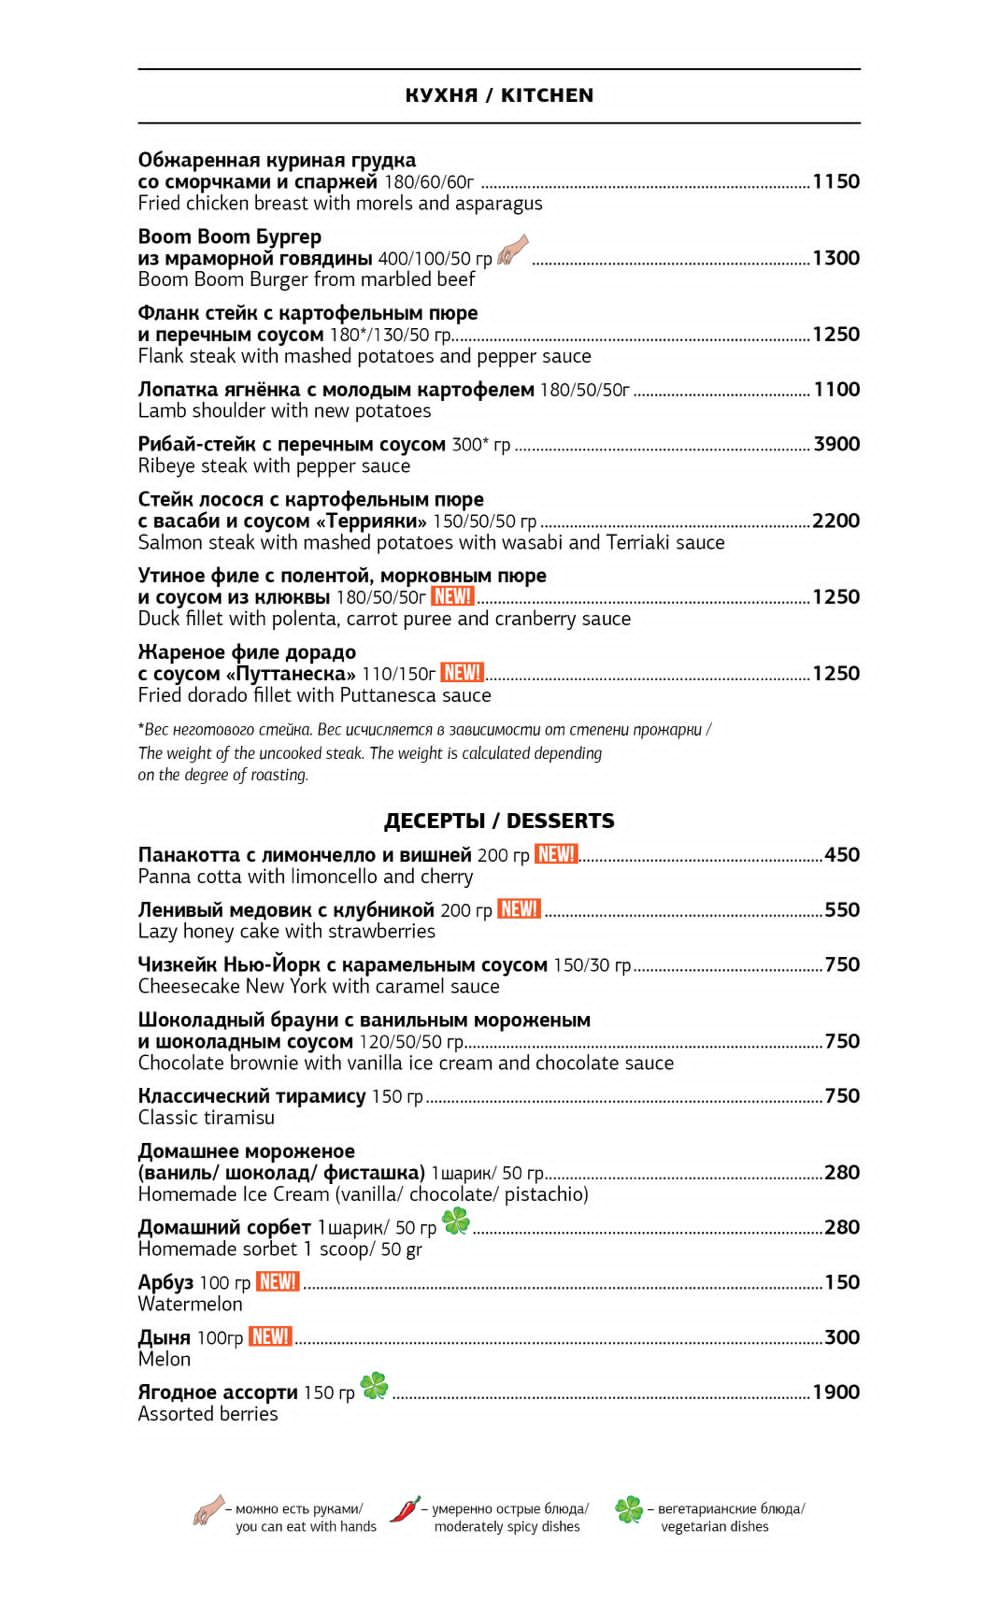 КУХНЯ / KITCHEN
Обжаренная куриная грудка
со сморчками и спаржей 180/60/60г 1150
Fried chicken breast with morels and asparagus
Boom Boom Бургер
из мраморной говядины 400/100/50 гр 1300
Boom Boom Burger from marbled beef
Фланк стейк с картофельным пюре
и перечным соусом 180*/130/50 гр 1250
Flank steak with mashed potatoes and pepper sauce
Лопатка ягнёнка с молодым картофелем 180/50/50г 1100
Lamb shoulder with new potatoes
Рибай-стейк с перечным соусом 300* гр 3900
Ribeye steak with pepper sauce
Стейк лосося с картофельным пюре
с васаби и соусом «Террияки» 150/50/50 гр 2200
Salmon steak with mashed potatoes with wasabi and Terriaki sauce
Утиное филе с полентой, морковным пюре
и соусом из клюквы 180/50/50г NEW! 1250
Duck fillet with polenta, carrot puree and cranberry sauce
Жареное филе дорадо
с соусом «Путтанеска» 110/150г NEW! 1250
Fried dorado fillet with Puttanesca sauce
*Вес неготового стейка. Вес исчисляется в зависимости от степени прожарки /
The weight of the uncooked steak. The weight is calculated depending
on the degree of roasting.
ДЕСЕРТЫ / DESSERTS
Панакотта с лимончелло и вишней 200 гр NEW! 450
Panna cotta with limoncello and cherry
Ленивый медовик с клубникой 200 гр NEW! 550
Lazy honey cake with strawberries
Чизкейк Нью-Йорк с карамельным соусом 150/30 гр 750
Cheesecake New York with caramel sauce
Шоколадный брауни с ванильным мороженым
и шоколадным соусом 120/50/50 гр 750
Chocolate brownie with vanilla ice cream and chocolate sauce
Классический тирамису 150 гр 750
Classic tiramisu
Домашнее мороженое
(ваниль/ шоколад/ фисташка) 1шарик/ 50 гр 280
Homemade Ice Cream (vanilla/ chocolate/ pistachio)
Домашний сорбет 1шарик/ 50 гр 280
Homemade sorbet 1 scoop/ 50 gr
Арбуз 100 гр NEW! 150
Watermelon
Дыня 100гр NEW! 300
Melon
Ягодное ассорти 150 гр 1900
Assorted berries
– можно есть руками/ – умеренно острые блюда/ – вегетарианские блюда/
you can eat with hands moderately spicy dishes vegetarian dishes